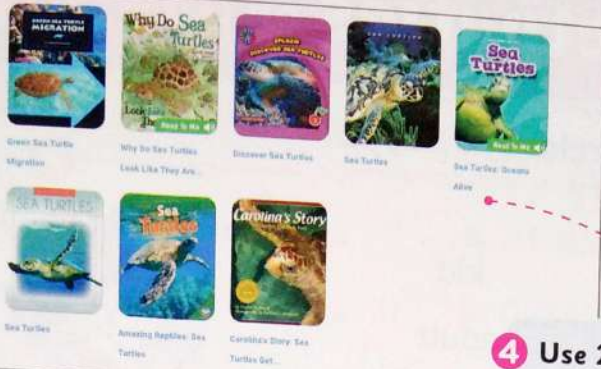 GREEN SEA TURTLE
MIGRATION
Why Do Sea
Turtles
Look Like
Read To Me
SPLASH
DISCOVER SEA TURTLES
SEA TURTLES
Sea
Turtles
Read To Me
Green Sea Turtle
Migration
Why Do Sea Turtles
Look Like They Are...
Discover Sea Turtles
Sea Turtles
Sea Turtles: Oceans
Alive
SEA TURTLES
Sea
Turtles
Carolina's Story
Sea Turtles
Amazing Reptiles: Sea
Turtles
Carolina's Story: Sea
Turtles Get...
4 Use 2